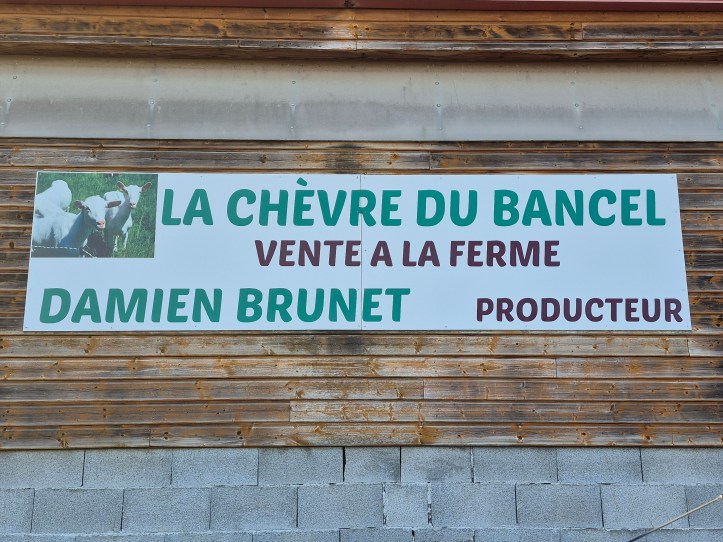 LA CHÈVRE DU BANCEL
VENTE A LA FERME
DAMIEN BRUNET PRODUCTEUR